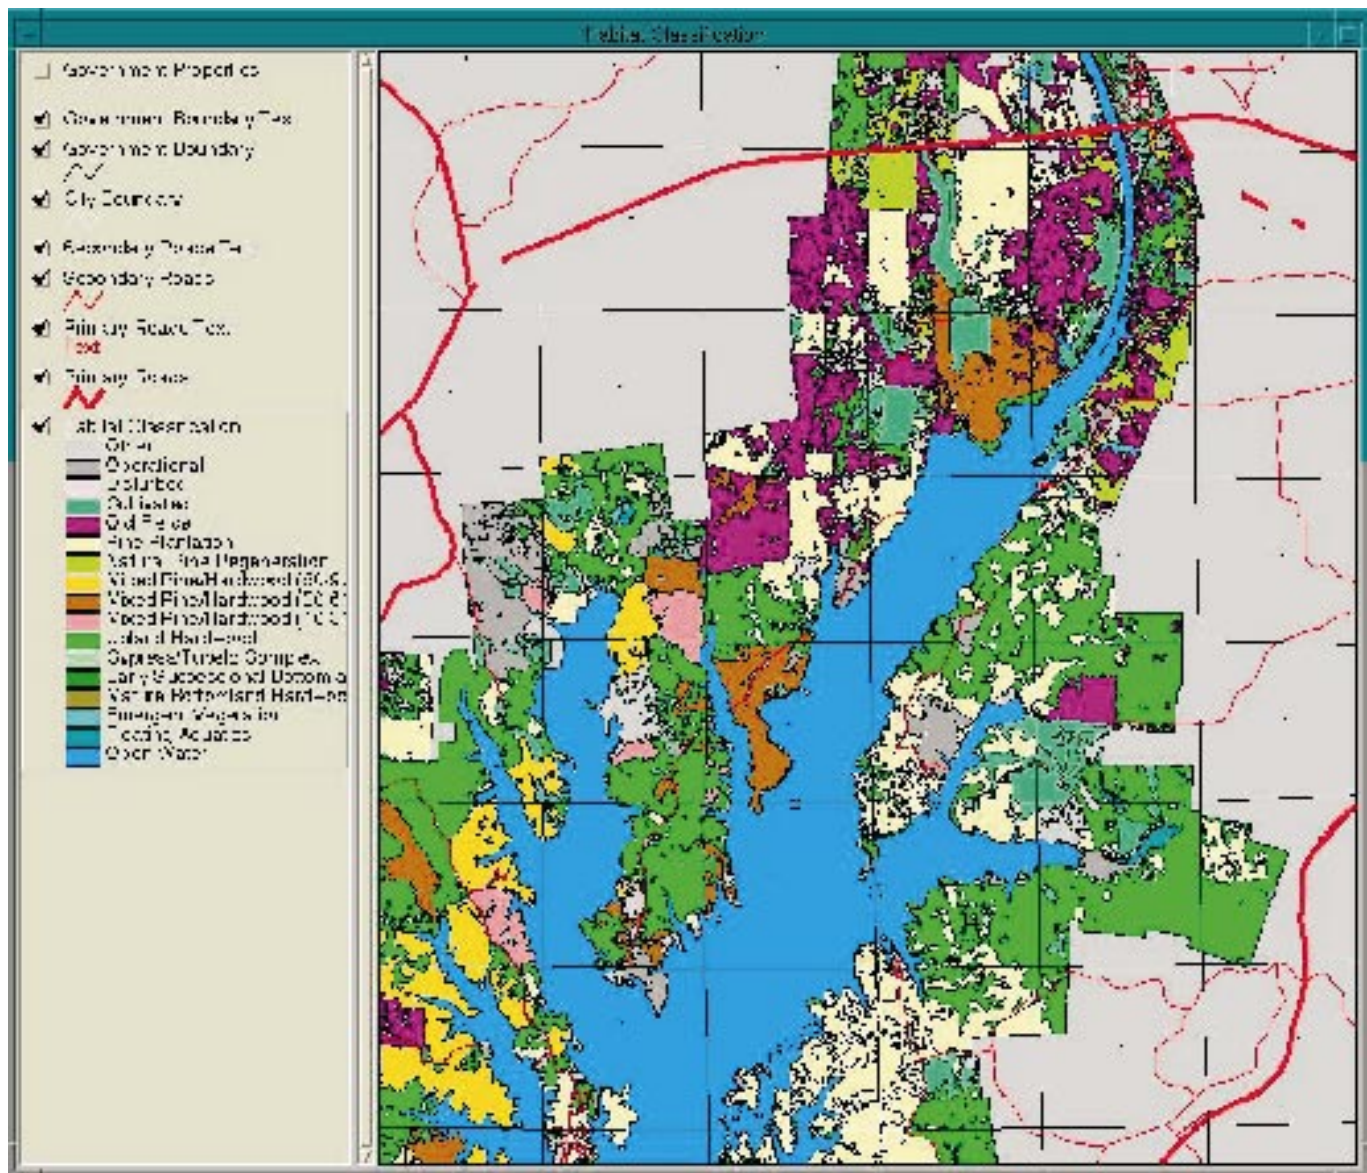 Habitat Classification
Government Properties
Government Boundary Text
Government Boundary
City Boundary
Secondary Roads Text
Secondary Roads
Primary Roads Text
Text
Primary Roads
Habitat Classification
Other
Operational
Disturbed
Cultivated
Old Fields
Pine Plantation
Natural Pine Regeneration
Mixed Pine/Hardwood
Mixed Pine/Hardwood
Mixed Pine/Hardwood
Upland Hardwood
Cypress/Tupelo Complex
Early Successional Bottomla
Mature Bottomland Hardwoo
Emergent Vegetation
Floating Aquatics
Open Water